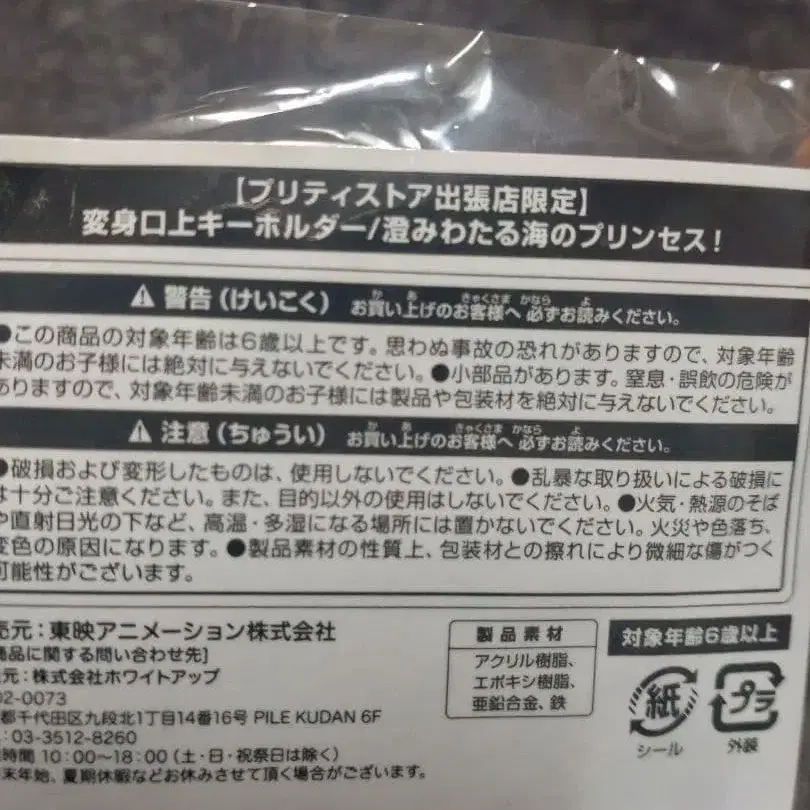 【プリティストア出張店限定】
変身口上キーホルダー/澄みわたる海のプリンセス!
警告(けいこく) お買い上げのお客様へ 必ずお読みください。
●この商品の対象年齢は6歳以上です。思わぬ事故の恐れがありますので、対象年齢
未満のお子様には絶対に与えないでください。●小部品があります。窒息・誤飲の危険が
ありますので、対象年齢未満のお子様には製品や包装材を絶対に与えないでください。
注意(ちゅうい) お買い上げのお客様へ 必ずお読みください。
●破損および変形したものは、使用しないでください。●乱暴な取り扱いによる破損に
は十分ご注意ください。また、目的以外の使用はしないでください。●火気・熱源のそば
や直射日光の下など、高温・多湿になる場所には置かないでください。火災や色落ち、
変色の原因になります。●製品素材の性質上、包装材との擦れにより微細な傷がつく
可能性がございます。
売元:東映アニメーション株式会社
商品に関する問い合わせ先]
元:株式会社ホワイトアップ
02-0073
都千代田区九段北1丁目14番16号 PILE KUDAN 6F
:03-3512-8260
時間 10:00~18:00(土・日・祝祭日は除く)
末年始、夏期休暇などお休みさせて頂く場合がございます。
製品素材
アクリル樹脂、
エポキシ樹脂、
亜鉛合金、鉄
対象年齢6歳以上
紙
シール
プラ
外装